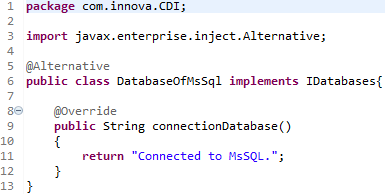 1 package com.innova.CDI;
2
3 import javax.enterprise.inject.Alternative;
4
5 @Alternative
6 public class DatabaseOfMsSql implements IDatabases{
7
8 @Override
9 public String connectionDatabase()
10 {
11 return "Connected to MsSQL.";
12 }
13 }